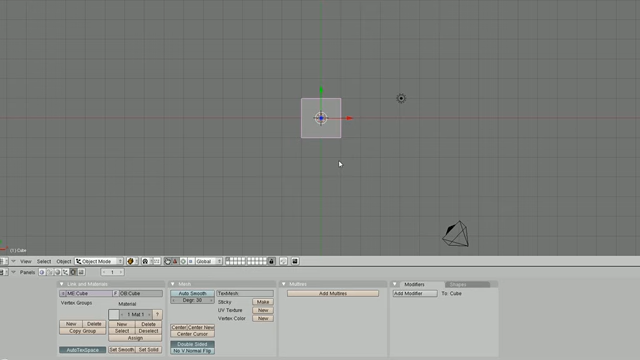 (1) Cube
View Select Object Object Mode Global
Panels 1
Link and Materials Mesh Multires Modifiers Shapes
ME:Cube F OB:Cube Auto Smooth TexMesh: Add Multires Add Modifier To: Cube
Vertex Groups Material Degr: 30 Sticky Make
1 Mat 1 ? UV Texture New
New Delete New Delete Center Center New Vertex Color New
Copy Group Select Deselect Center Cursor
Assign Double Sided
AutoTexSpace Set Smooth Set Solid No V.Normal Flip